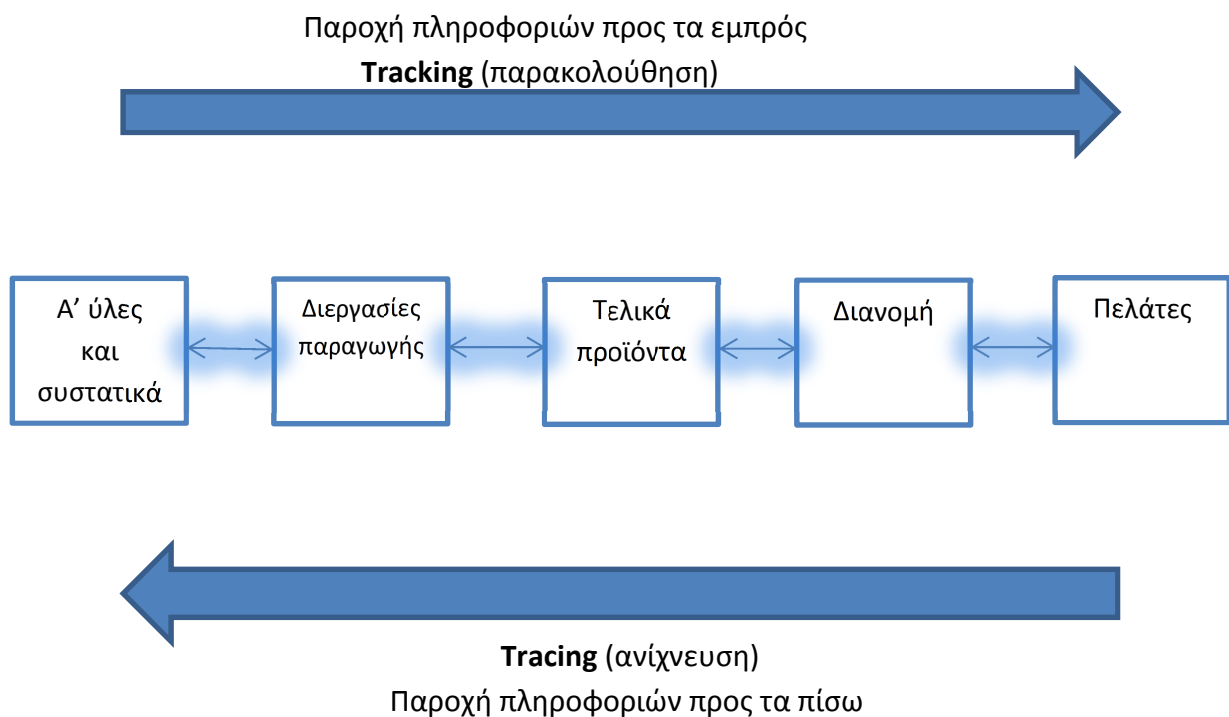 Παροχή πληροφοριών προς τα εμπρός
Tracking (παρακολούθηση)
Α’ ύλες
και
συστατικά
Διεργασίες
παραγωγής
Τελικά
προϊόντα
Διανομή
Πελάτες
Tracing (ανίχνευση)
Παροχή πληροφοριών προς τα πίσω